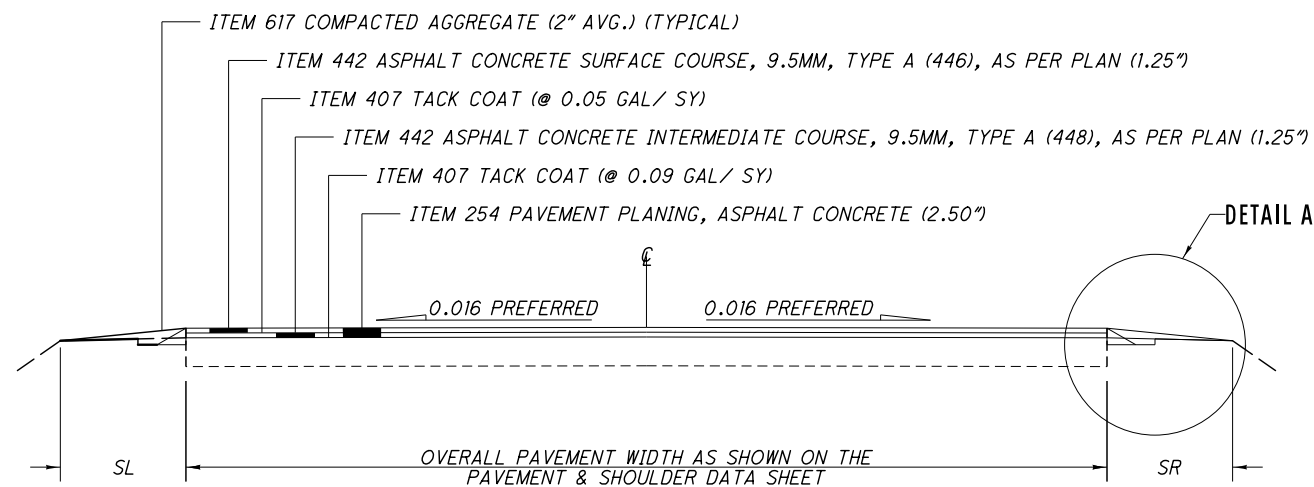 ITEM 617 COMPACTED AGGREGATE (2" AVG.) (TYPICAL)
ITEM 442 ASPHALT CONCRETE SURFACE COURSE, 9.5MM, TYPE A (446), AS PER PLAN (1.25")
ITEM 407 TACK COAT (@ 0.05 GAL/ SY)
ITEM 442 ASPHALT CONCRETE INTERMEDIATE COURSE, 9.5MM, TYPE A (448), AS PER PLAN (1.25")
ITEM 407 TACK COAT (@ 0.09 GAL/ SY)
ITEM 254 PAVEMENT PLANING, ASPHALT CONCRETE (2.50")
DETAIL A
℄
0.016 PREFERRED 0.016 PREFERRED
SL OVERALL PAVEMENT WIDTH AS SHOWN ON THE SR
PAVEMENT & SHOULDER DATA SHEET